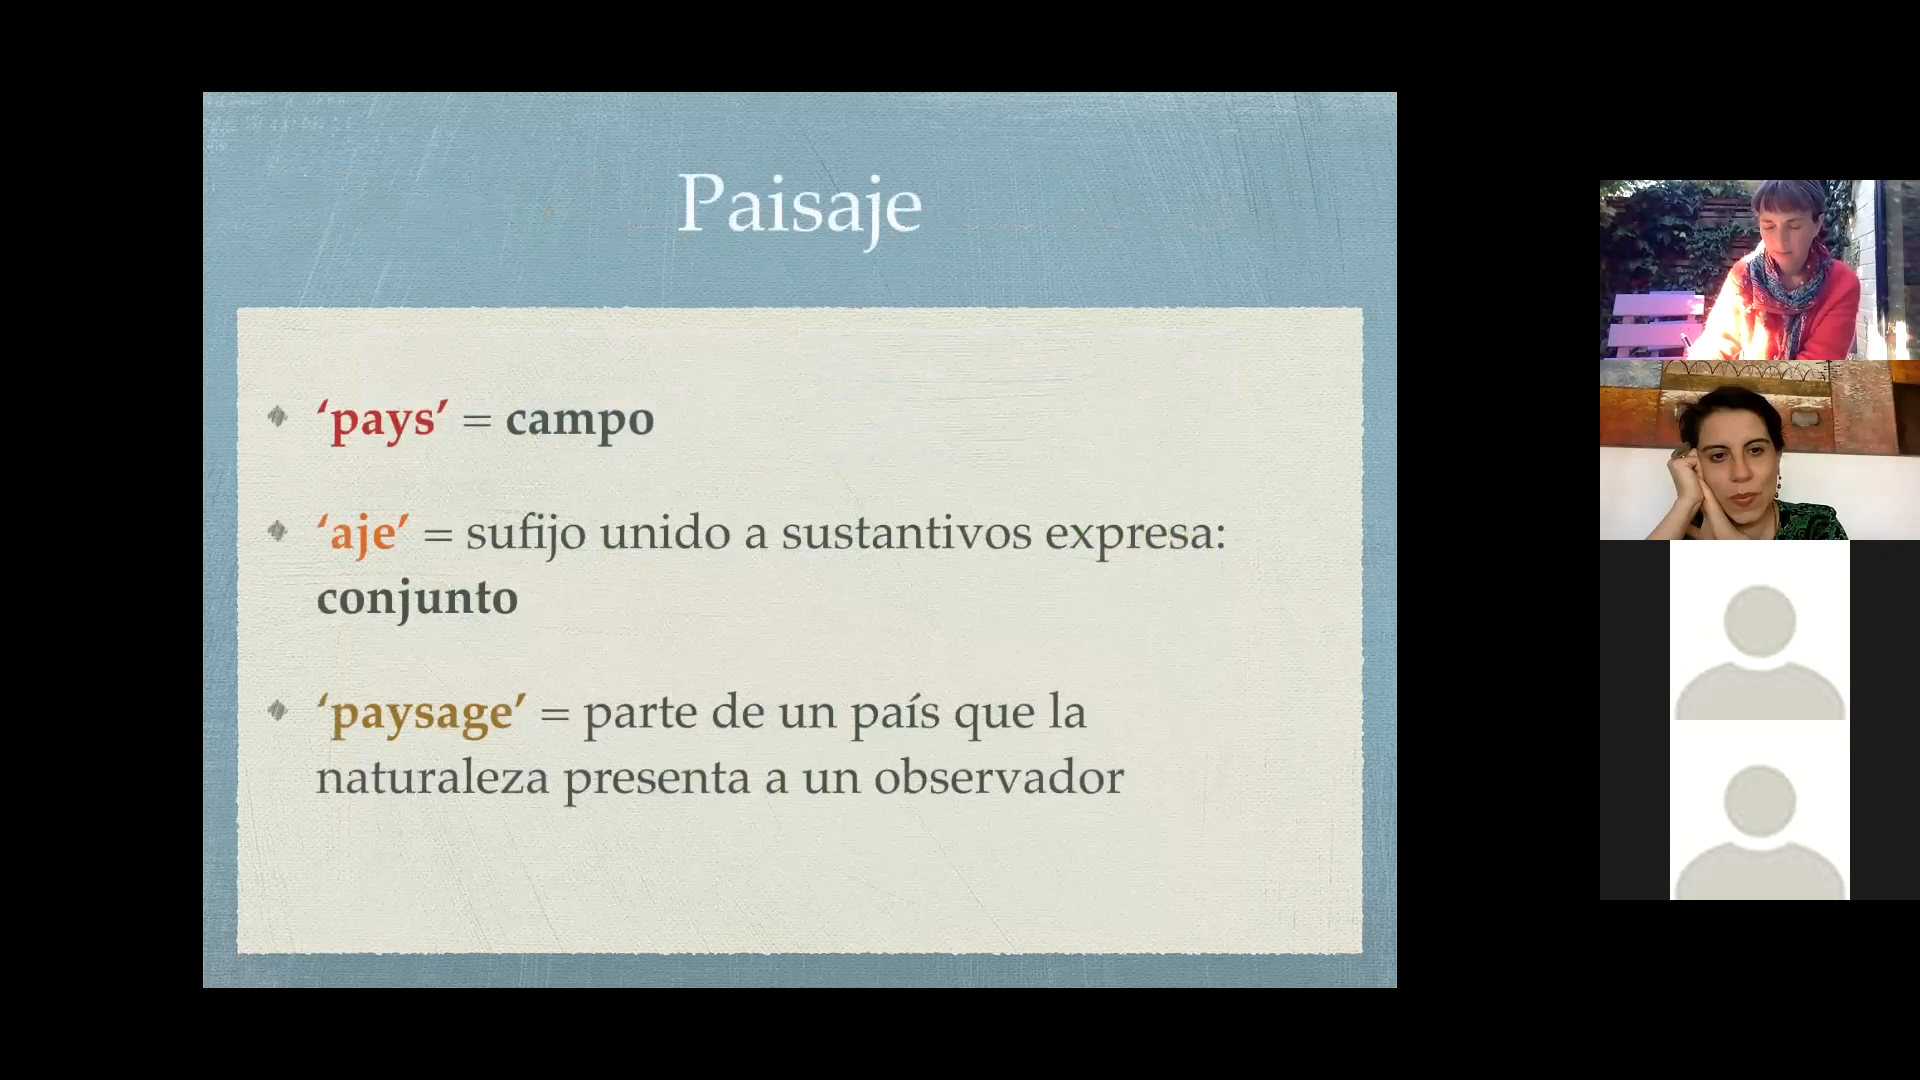 Paisaje
‘pays’ = campo
‘aje’ = sufijo unido a sustantivos expresa:
conjunto
‘paysage’ = parte de un país que la
naturaleza presenta a un observador